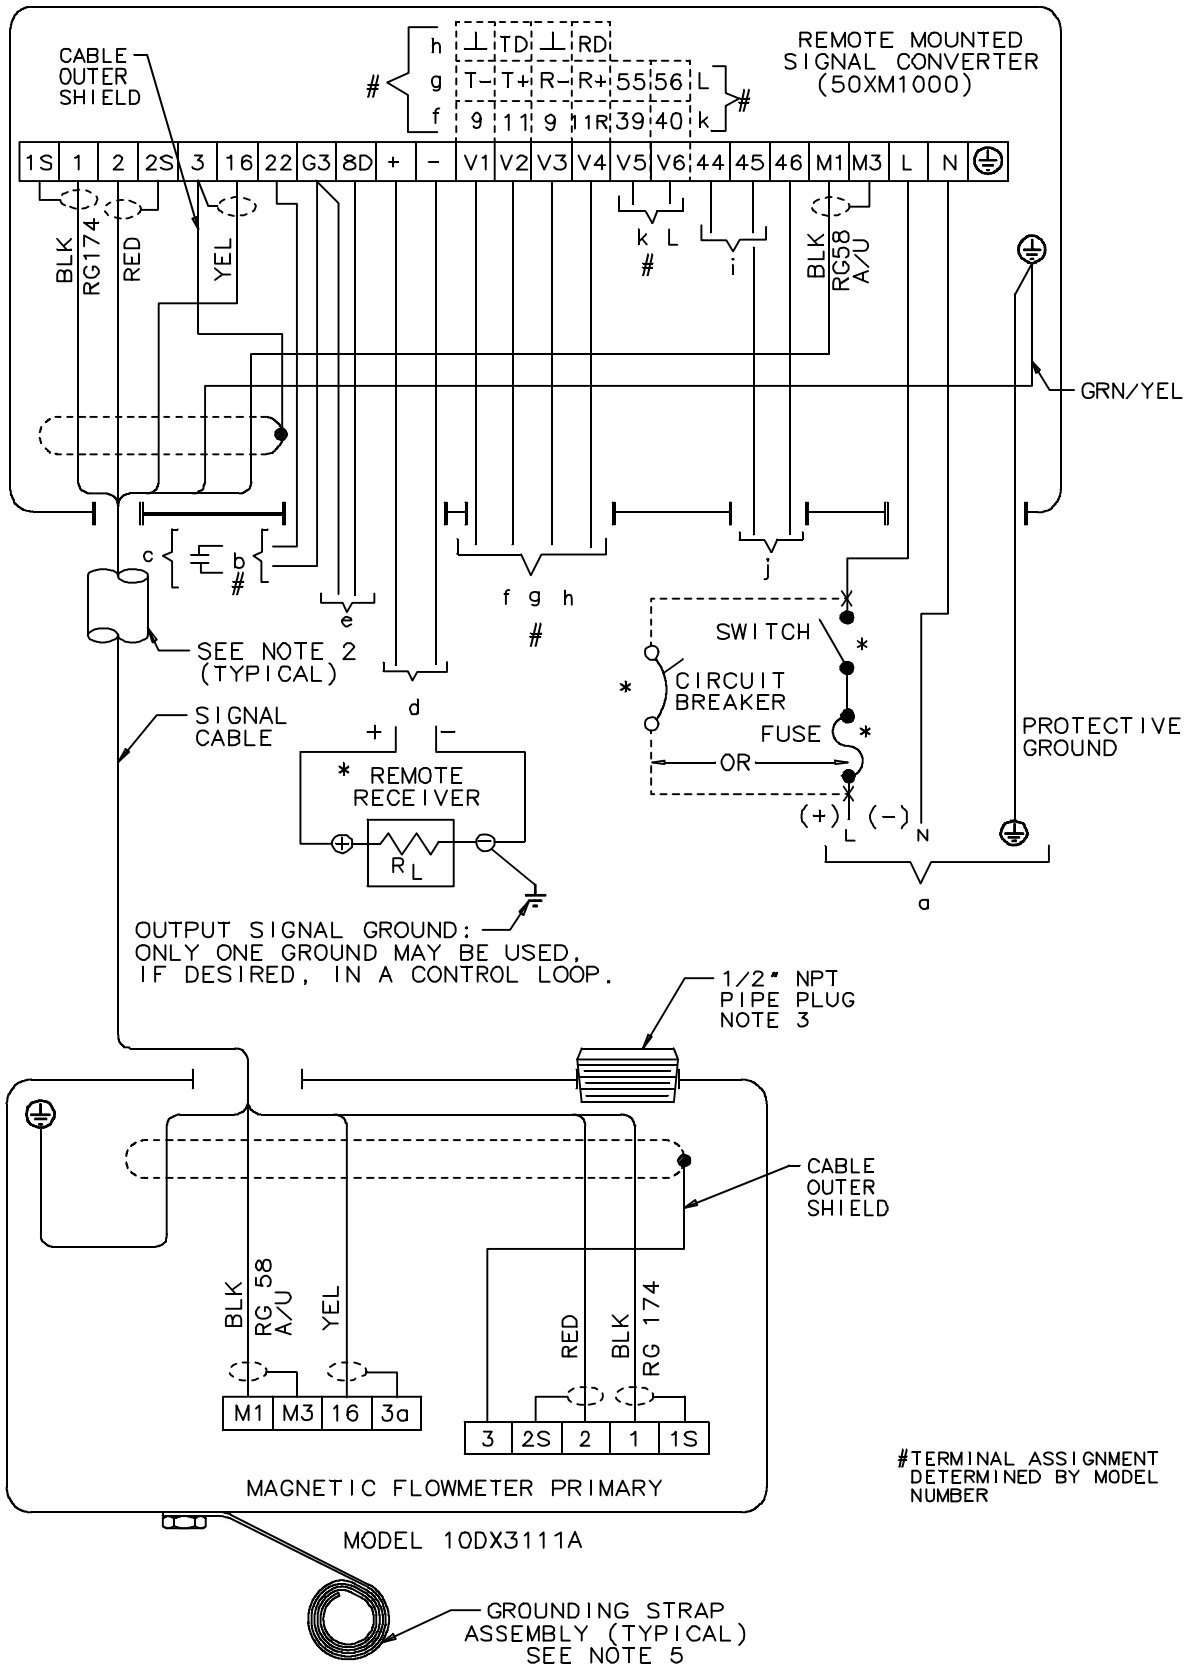 CABLE
OUTER
SHIELD
#
h ⊥ TD ⊥ RD
g T- T+ R- R+ 55 56 L
f 9 11 9 11R 39 40 k
#
REMOTE MOUNTED
SIGNAL CONVERTER
(50XM1000)
1S 1 2 2S 3 16 22 G3 8D + - V1 V2 V3 V4 V5 V6 44 45 46 M1 M3 L N
BLK
RG174
RED
YEL
k L
#
i
BLK
RG58
A/U
GRN/YEL
c
b
#
e
f g h
#
j
SEE NOTE 2
(TYPICAL)
SIGNAL
CABLE
d
+ -
* REMOTE
RECEIVER
+ -
RL
SWITCH
*
*
CIRCUIT
BREAKER
FUSE
*
OR
(+) (-)
L N
a
PROTECTIVE
GROUND
OUTPUT SIGNAL GROUND:
ONLY ONE GROUND MAY BE USED,
IF DESIRED, IN A CONTROL LOOP.
1/2" NPT
PIPE PLUG
NOTE 3
CABLE
OUTER
SHIELD
BLK
RG 58
A/U
YEL
RED
BLK
RG 174
M1 M3 16 3a
3 2S 2 1 1S
MAGNETIC FLOWMETER PRIMARY
MODEL 10DX3111A
#TERMINAL ASSIGNMENT
DETERMINED BY MODEL
NUMBER
GROUNDING STRAP
ASSEMBLY (TYPICAL)
SEE NOTE 5